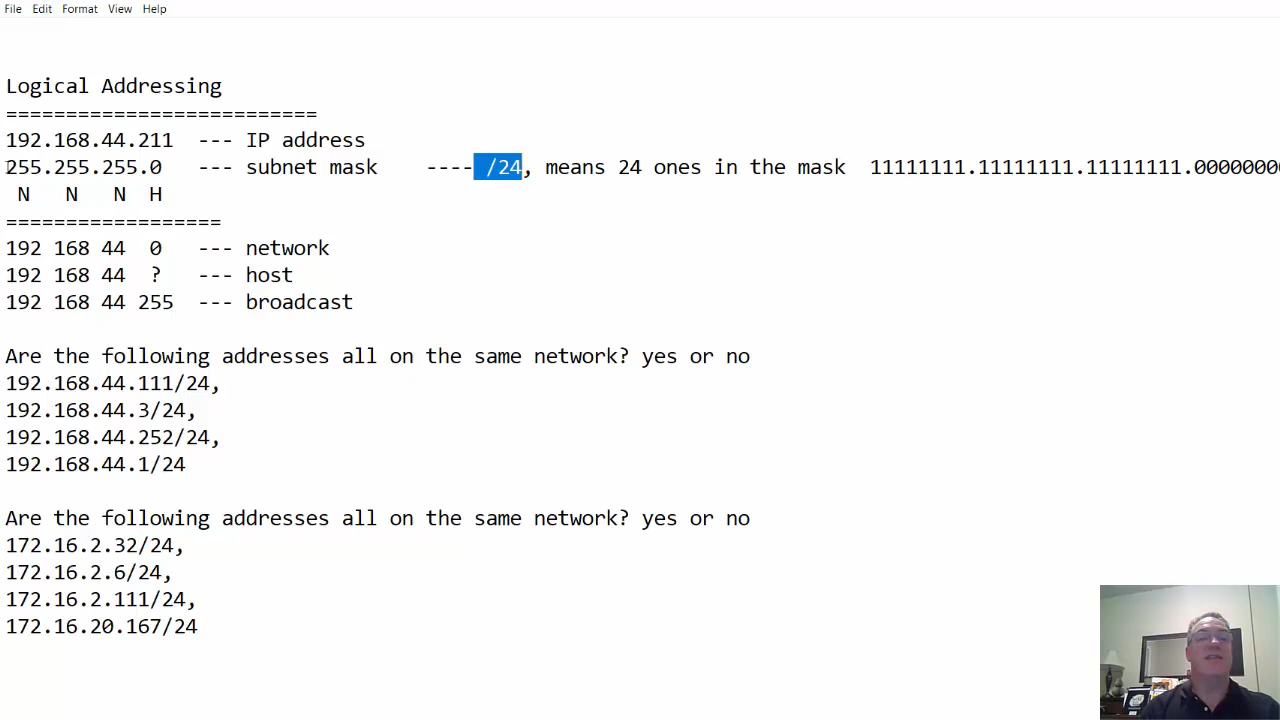 File Edit Format View Help
Logical Addressing
==========================
192.168.44.211 --- IP address
255.255.255.0 --- subnet mask ---- /24, means 24 ones in the mask 11111111.11111111.11111111.00000000
N N N H
==================
192 168 44 0 --- network
192 168 44 ? --- host
192 168 44 255 --- broadcast
Are the following addresses all on the same network? yes or no
192.168.44.111/24,
192.168.44.3/24,
192.168.44.252/24,
192.168.44.1/24
Are the following addresses all on the same network? yes or no
172.16.2.32/24,
172.16.2.6/24,
172.16.2.111/24,
172.16.20.167/24